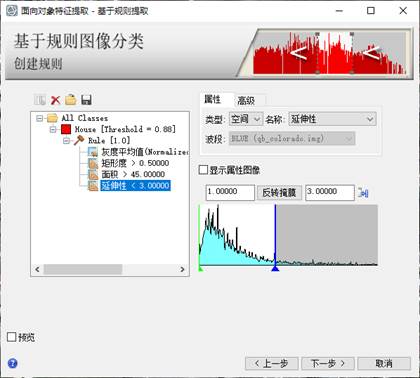 面向对象特征提取 - 基于规则提取
基于规则图像分类
创建规则
All Classes
House [Threshold = 0.88]
Rule [1.0]
灰度平均值(Normalized
矩形度 > 0.50000
面积 > 45.00000
延伸性 < 3.00000
属性 高级
类型: 空间 名称: 延伸性
波段: BLUE (qb_colorado.img)
显示属性图像
1.00000 反转掩膜 3.00000
预览
< 上一步 下一步 > 取消